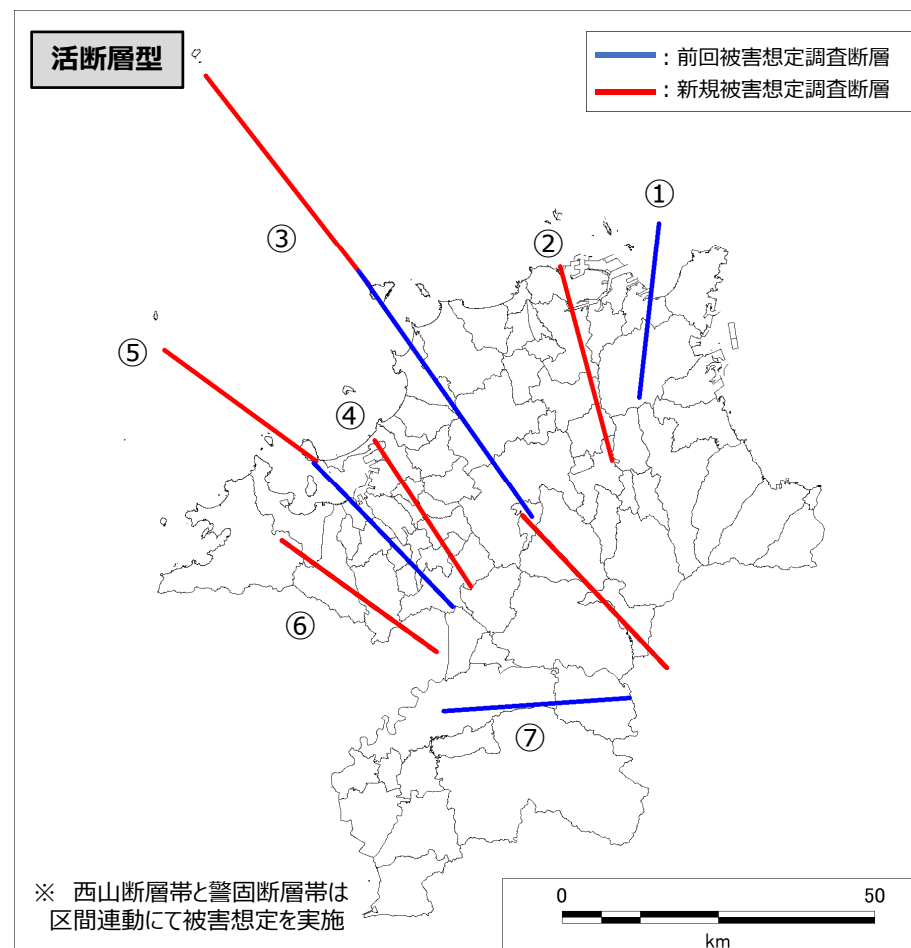 活断層型
：前回被害想定調査断層
：新規被害想定調査断層
①
②
③
⑤
④
⑥
⑦
※ 西山断層帯と警固断層帯は
区間連動にて被害想定を実施
0 50
km